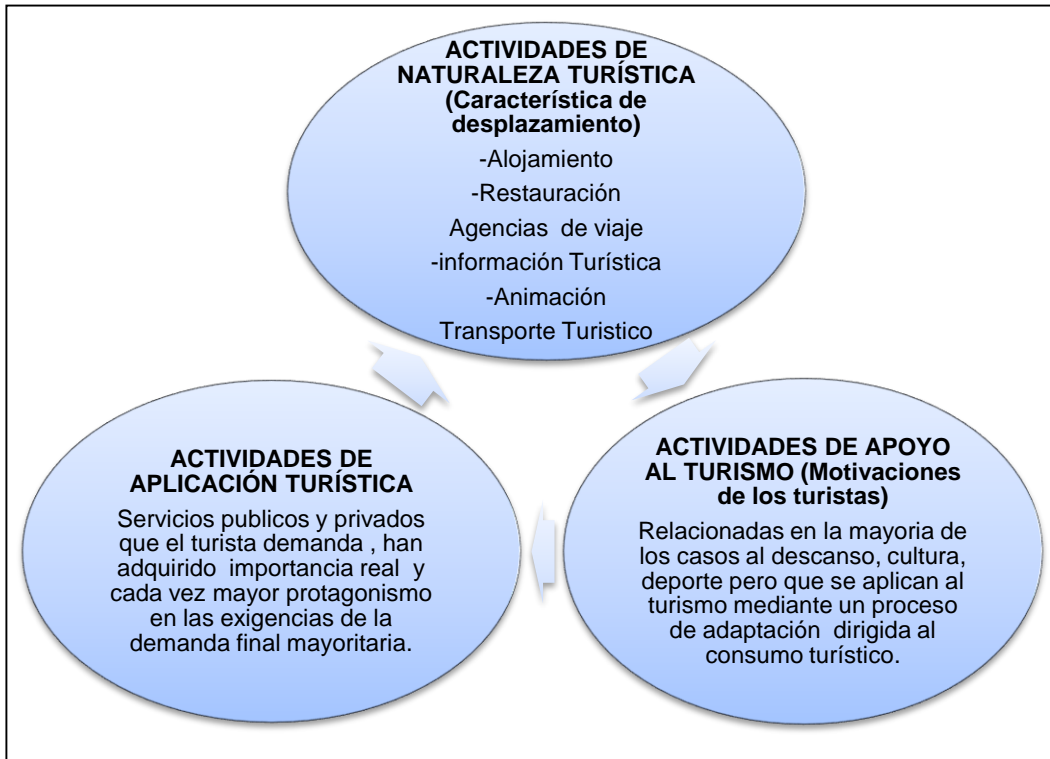 ACTIVIDADES DE
NATURALEZA TURÍSTICA
(Característica de
desplazamiento)
-Alojamiento
-Restauración
Agencias de viaje
-información Turística
-Animación
Transporte Turistico
ACTIVIDADES DE
APLICACIÓN TURÍSTICA
Servicios publicos y privados
que el turista demanda , han
adquirido importancia real y
cada vez mayor protagonismo
en las exigencias de la
demanda final mayoritaria.
ACTIVIDADES DE APOYO
AL TURISMO (Motivaciones
de los turistas)
Relacionadas en la mayoria de
los casos al descanso, cultura,
deporte pero que se aplican al
turismo mediante un proceso
de adaptación dirigida al
consumo turístico.